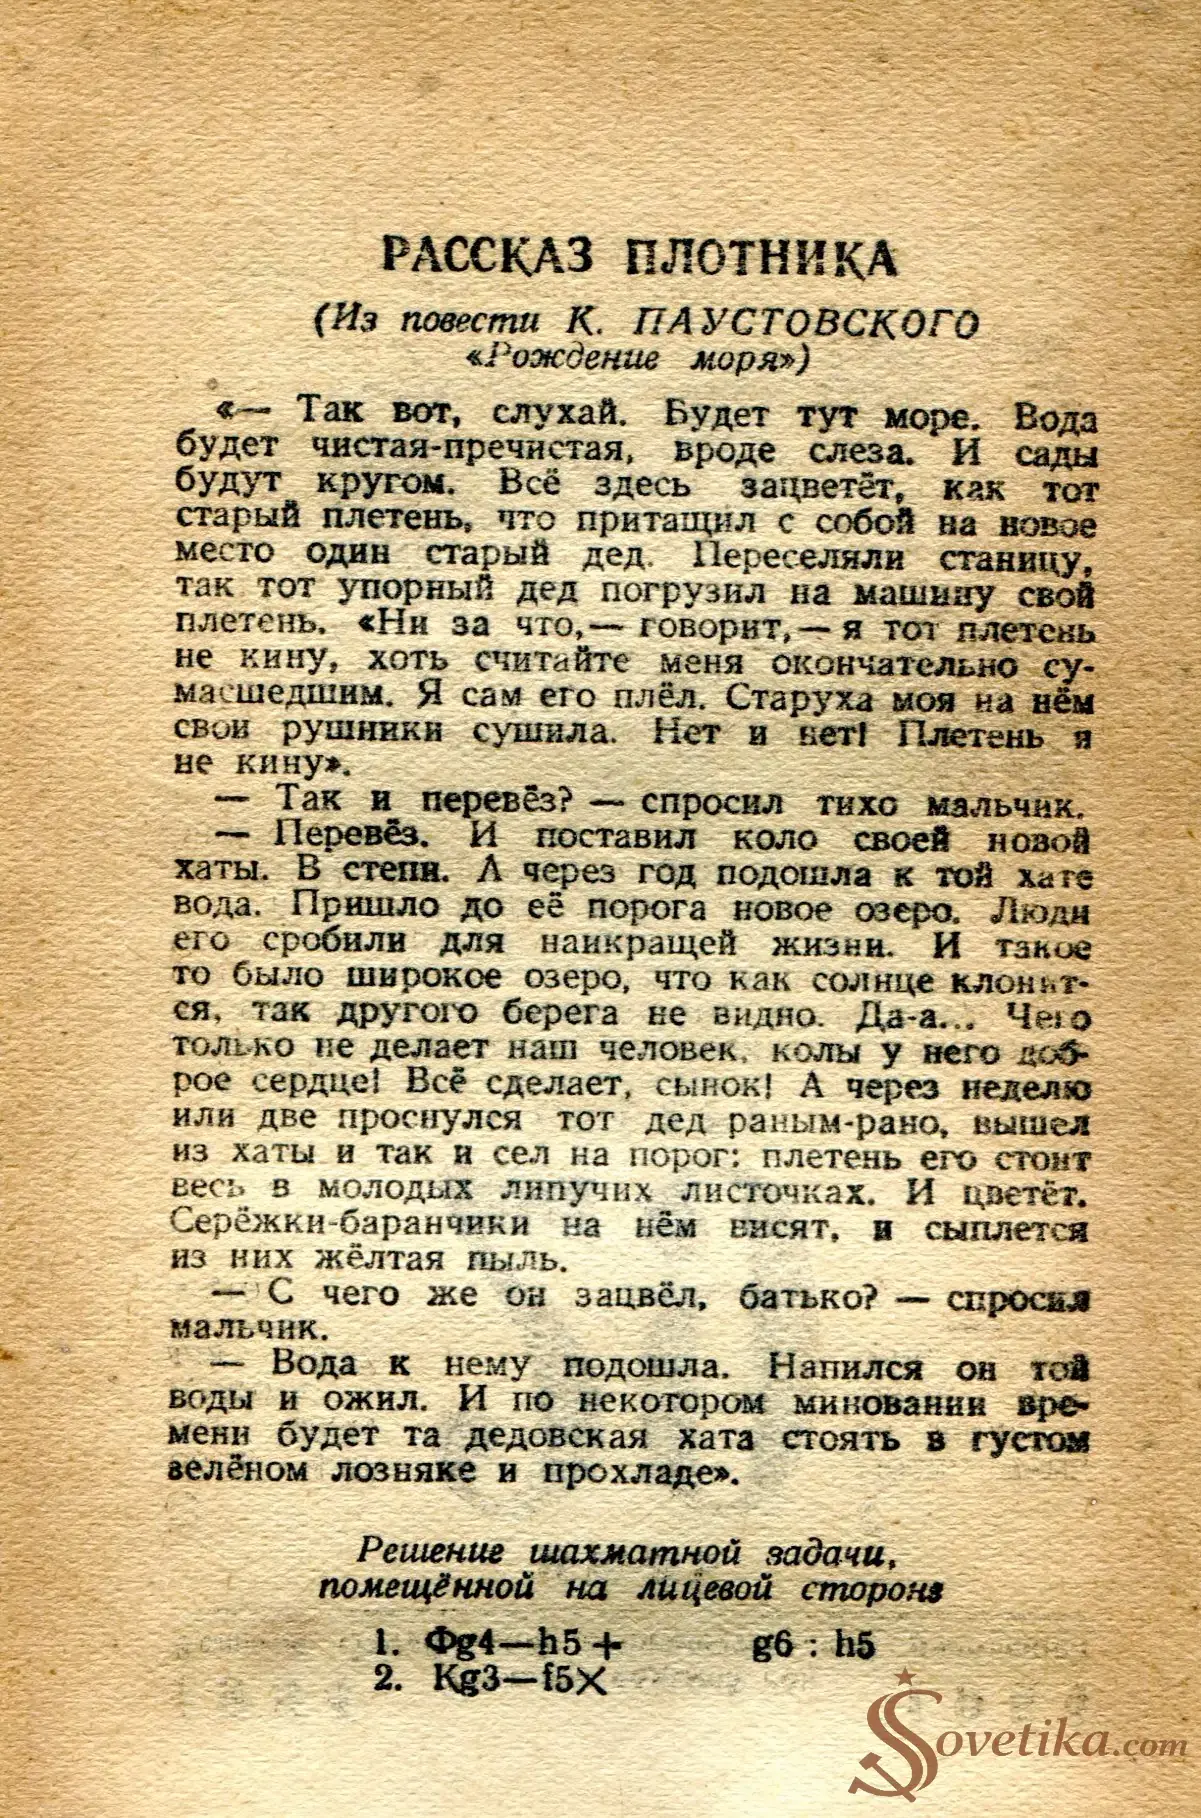 РАССКАЗ ПЛОТНИКА
(Из повести К. ПАУСТОВСКОГО
«Рождение моря»)
«— Так вот, слухай. Будет тут море. Вода
будет чистая-пречистая, вроде слеза. И сады
будут кругом. Всё здесь зацветёт, как тот
старый плетень, что притащил с собой на новое
место один старый дед. Переселяли станицу,
так тот упорный дед погрузил на машину свой
плетень. «Ни за что,— говорит,— я тот плетень
не кину, хоть считайте меня окончательно су-
масшедшим. Я сам его плёл. Старуха моя на нём
свои рушники сушила. Нет и нет! Плетень я
не кину».
— Так и перевёз? — спросил тихо мальчик.
— Перевёз. И поставил коло своей новой
хаты. В степи. А через год подошла к той хате
вода. Пришло до её порога новое озеро. Люди
его сробили для наикращей жизни. И такое
то было широкое озеро, что как солнце клонит-
ся, так другого берега не видно. Да-а... Чего
только не делает наш человек, колы у него доб-
рое сердце! Всё сделает, сынок! А через неделю
или две проснулся тот дед раным-рано, вышел
из хаты и так и сел на порог: плетень его стоит
весь в молодых липучих листочках. И цветёт.
Серёжки-баранчики на нём висят, и сыплется
из них жёлтая пыль.
— С чего же он зацвёл, батько? — спросил
мальчик.
— Вода к нему подошла. Напился он той
воды и ожил. И по некотором миновании вре-
мени будет та дедовская хата стоять в густом
зелёном лозняке и прохладе».
Решение шахматной задачи,
помещённой на лицевой стороне
1. Фg4—h5+ g6 : h5
2. Kg3—f5×
Sovetika.com